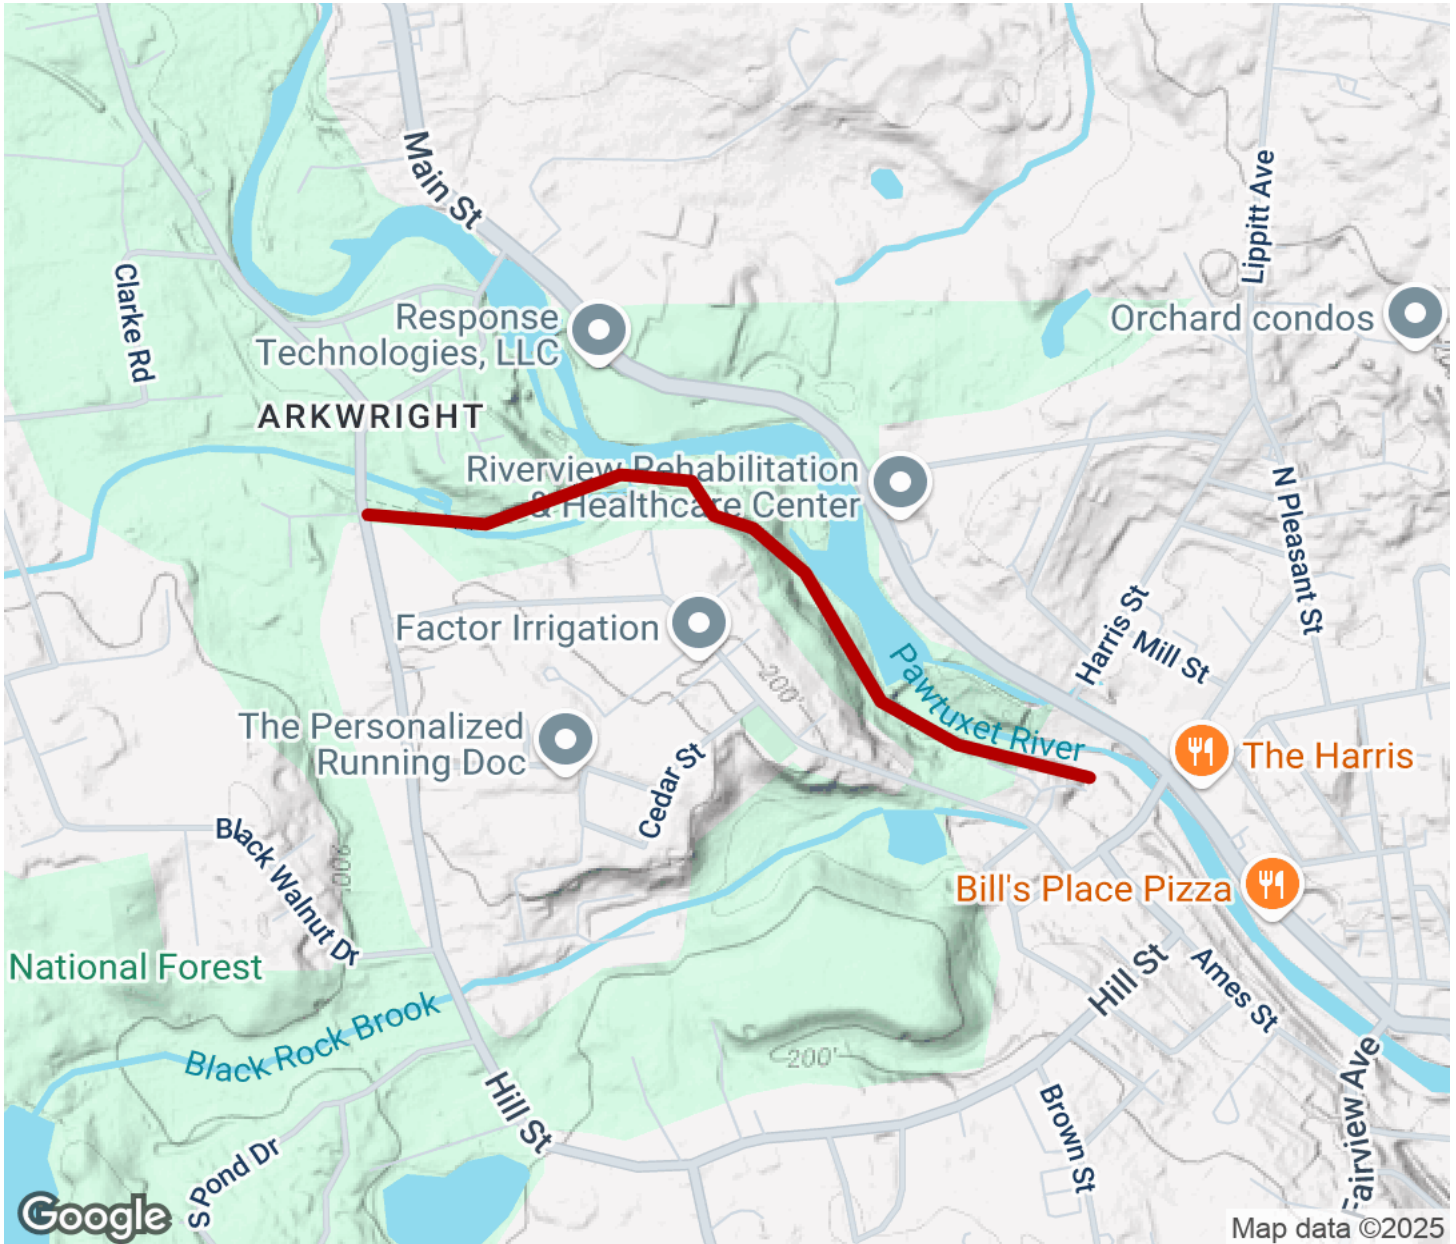 Main St
Lippitt Ave
Clarke Rd
Response
Technologies, LLC
Orchard condos
ARKWRIGHT
Riverview Rehabilitation
& Healthcare Center
N Pleasant St
Harris St
Mill St
Factor Irrigation
200'
Pawtuxet River
The Personalized
Running Doc
The Harris
Cedar St
Black Walnut Dr
200'
Bill's Place Pizza
National Forest
Hill St
Ames St
Black Rock Brook
200'
Hill St
Brown St
Fairview Ave
S Pond Dr
Google
Map data ©2025